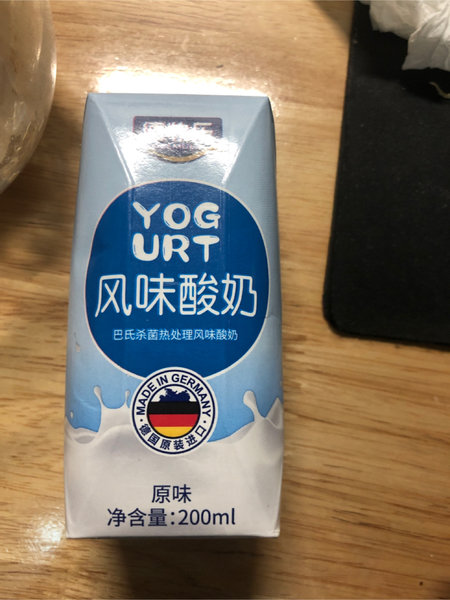 YOG
URT
风味酸奶
巴氏杀菌热处理风味酸奶
MADE IN GERMANY
德国原装进口
原味
净含量:200ml